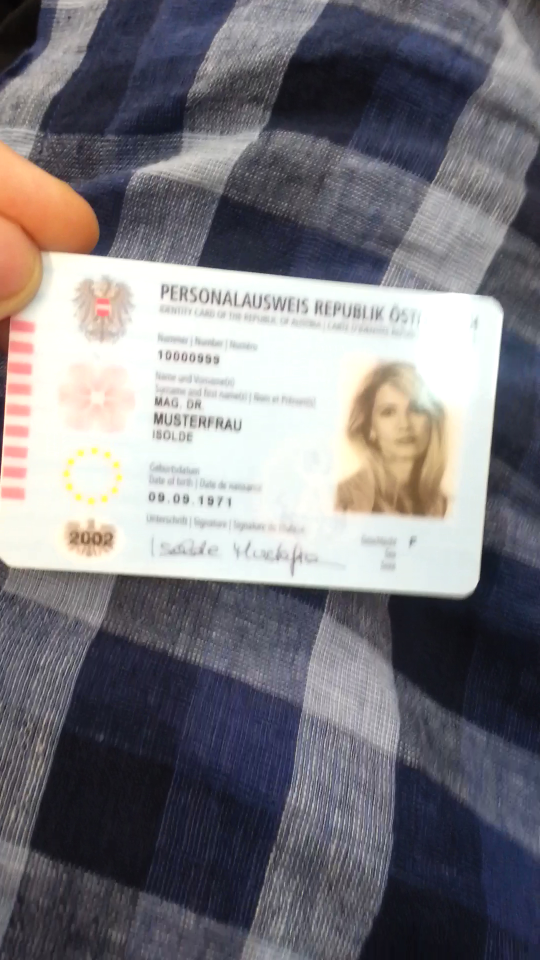 PERSONALAUSWEIS REPUBLIK ÖST
IDENTITY CARD OF THE REPUBLIC OF AUSTRIA | CARTE D'IDENTITÉ
Nummer | Number | Numéro
10000999
Name und Vorname(n)
Surname and first name(s) | Nom et Prénom(s)
MAG. DR.
MUSTERFRAU
ISOLDE
Geburtsdatum
Date of birth | Date de naissance
09.09.1971
Unterschrift | Signature | Signature du titulaire
Isolde Musterfrau
2002
Geschlecht F
Sex
Sexe